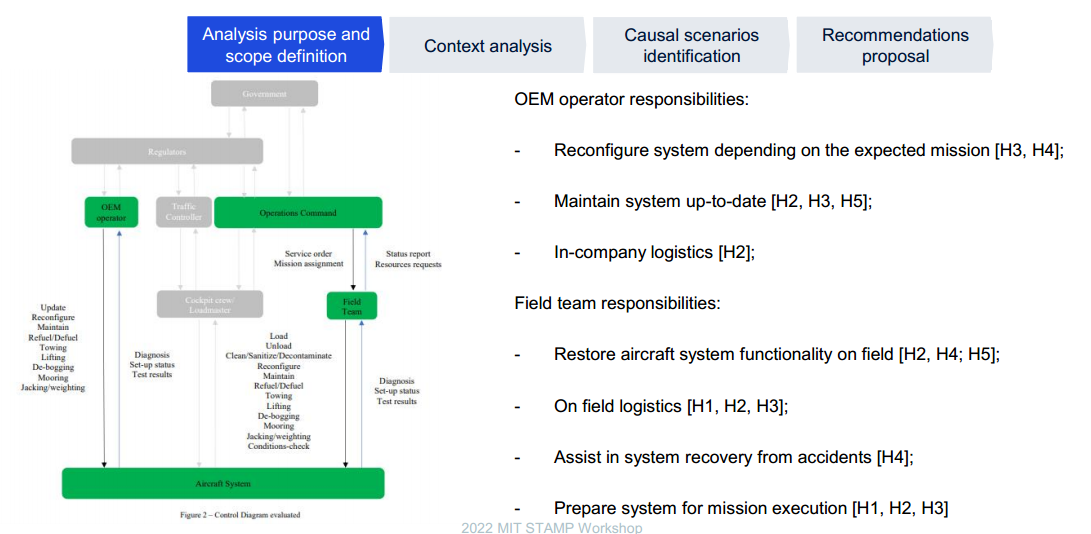 Analysis purpose and
scope definition
Context analysis
Causal scenarios
identification
Recommendations
proposal
Government
Regulators
OEM
operator
Traffic
Controller
Operations Command
Service order
Mission assignment
Status report
Resources requests
Cockpit crew/
Loadmaster
Field
Team
Update
Reconfigure
Maintain
Refuel/Defuel
Towing
Lifting
De-bogging
Mooring
Jacking/weighting
Diagnosis
Set-up status
Test results
Load
Unload
Clean/Sanitize/Decontaminate
Reconfigure
Maintain
Refuel/Defuel
Towing
Lifting
De-bogging
Mooring
Jacking/weighting
Conditions-check
Diagnosis
Set-up status
Test results
Aircraft System
Figure 2 – Control Diagram evaluated
OEM operator responsibilities:
- Reconfigure system depending on the expected mission [H3, H4];
- Maintain system up-to-date [H2, H3, H5];
- In-company logistics [H2];
Field team responsibilities:
- Restore aircraft system functionality on field [H2, H4; H5];
- On field logistics [H1, H2, H3];
- Assist in system recovery from accidents [H4];
- Prepare system for mission execution [H1, H2, H3]
2022 MIT STAMP Workshop